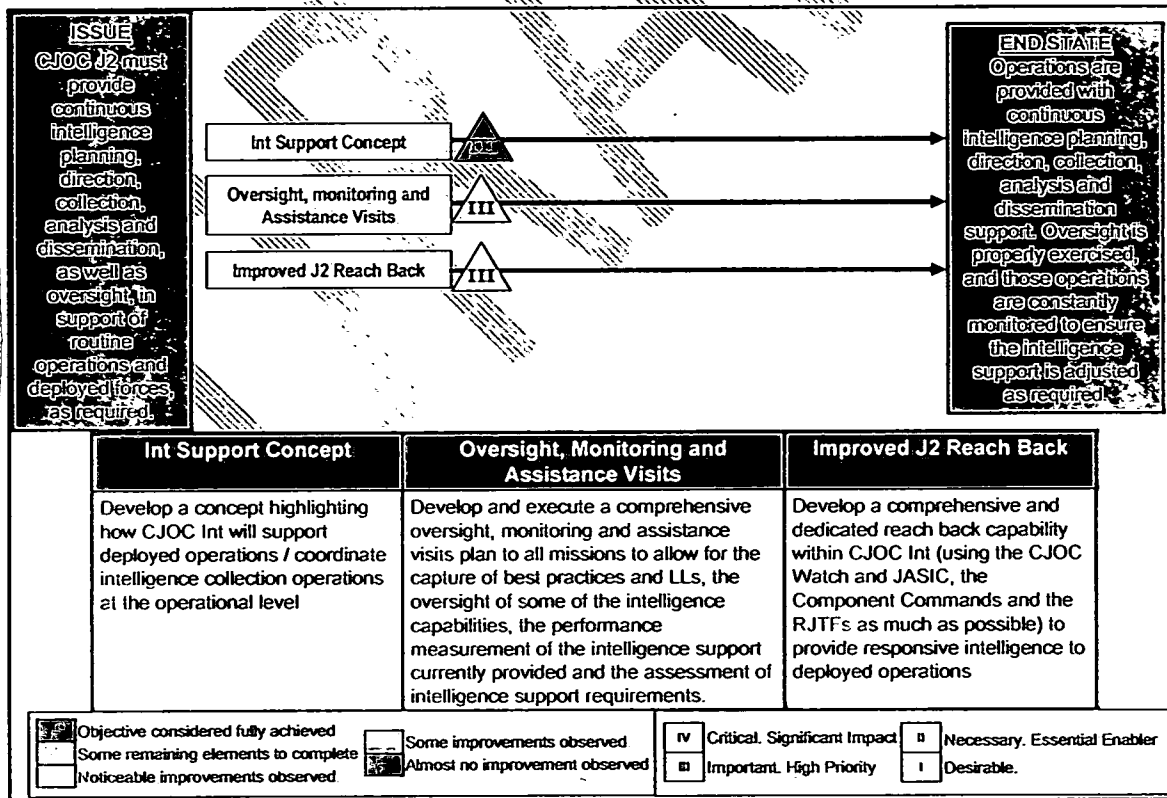 ISSUE
CJOC J2 must
provide
continuous
intelligence
planning,
direction,
collection,
analysis and
dissemination,
as well as
oversight, in
support of
routine
operations and
deployed forces,
as required.
Int Support Concept
Oversight, monitoring and
Assistance Visits
III
Improved J2 Reach Back
III
END STATE
Operations are
provided with
continuous
intelligence planning,
direction, collection,
analysis and
dissemination
support. Oversight is
properly exercised,
and those operations
are constantly
monitored to ensure
the intelligence
support is adjusted
as required.
Int Support Concept
Develop a concept highlighting
how CJOC Int will support
deployed operations / coordinate
intelligence collection operations
at the operational level
Oversight, Monitoring and
Assistance Visits
Develop and execute a comprehensive
oversight, monitoring and assistance
visits plan to all missions to allow for the
capture of best practices and LLs, the
oversight of some of the intelligence
capabilities, the performance
measurement of the intelligence support
currently provided and the assessment of
intelligence support requirements.
Improved J2 Reach Back
Develop a comprehensive and
dedicated reach back capability
within CJOC Int (using the CJOC
Watch and JASIC, the
Component Commands and the
RJTFs as much as possible) to
provide responsive intelligence to
deployed operations
Objective considered fully achieved
Some remaining elements to complete
Noticeable improvements observed
Some improvements observed
Almost no improvement observed
IV Critical. Significant Impact
III Important. High Priority
II Necessary. Essential Enabler
I Desirable.